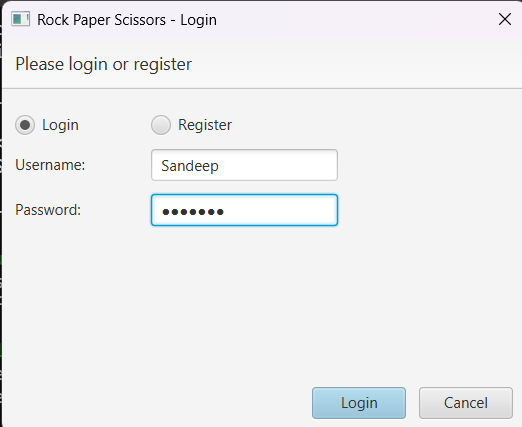 Rock Paper Scissors - Login
Please login or register
Login Register
Username: Sandeep
Password: •••••••
Login Cancel